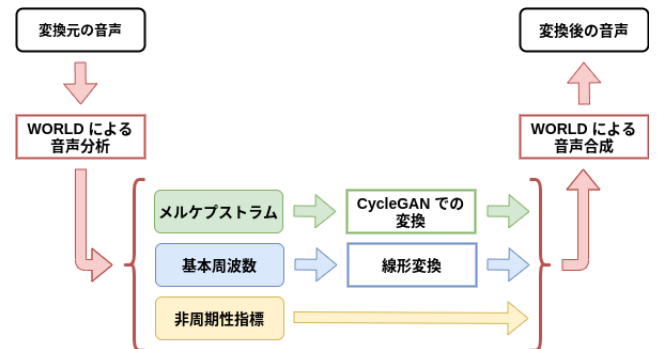 変換元の音声
変換後の音声
WORLD による
音声分析
WORLD による
音声合成
メルケプストラム
CycleGAN での
変換
基本周波数
線形変換
非周期性指標